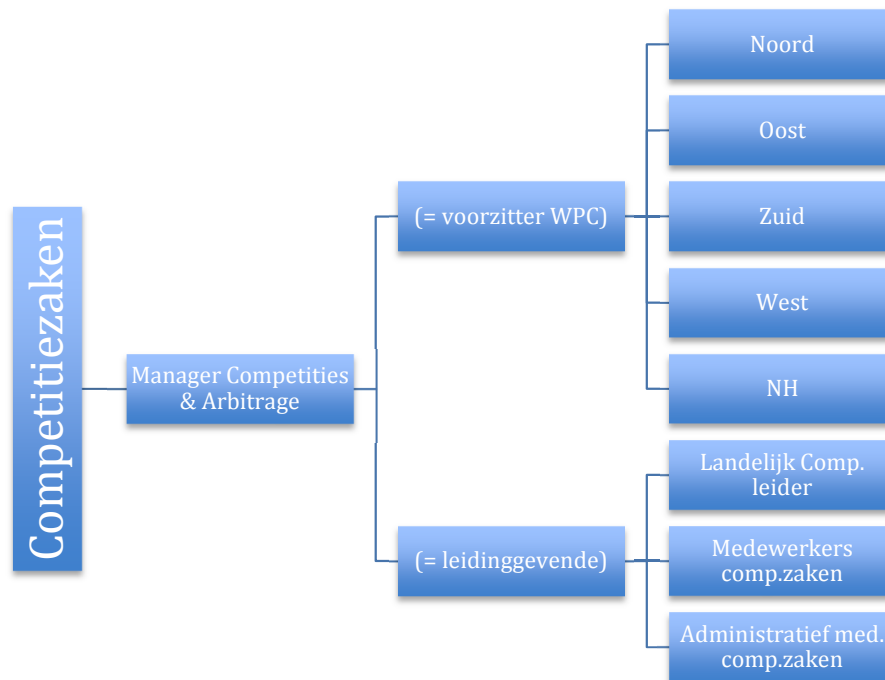 Competitiezaken
Manager Competities
& Arbitrage
(= voorzitter WPC)
Noord
Oost
Zuid
West
NH
(= leidinggevende)
Landelijk Comp.
leider
Medewerkers
comp.zaken
Administratief med.
comp.zaken